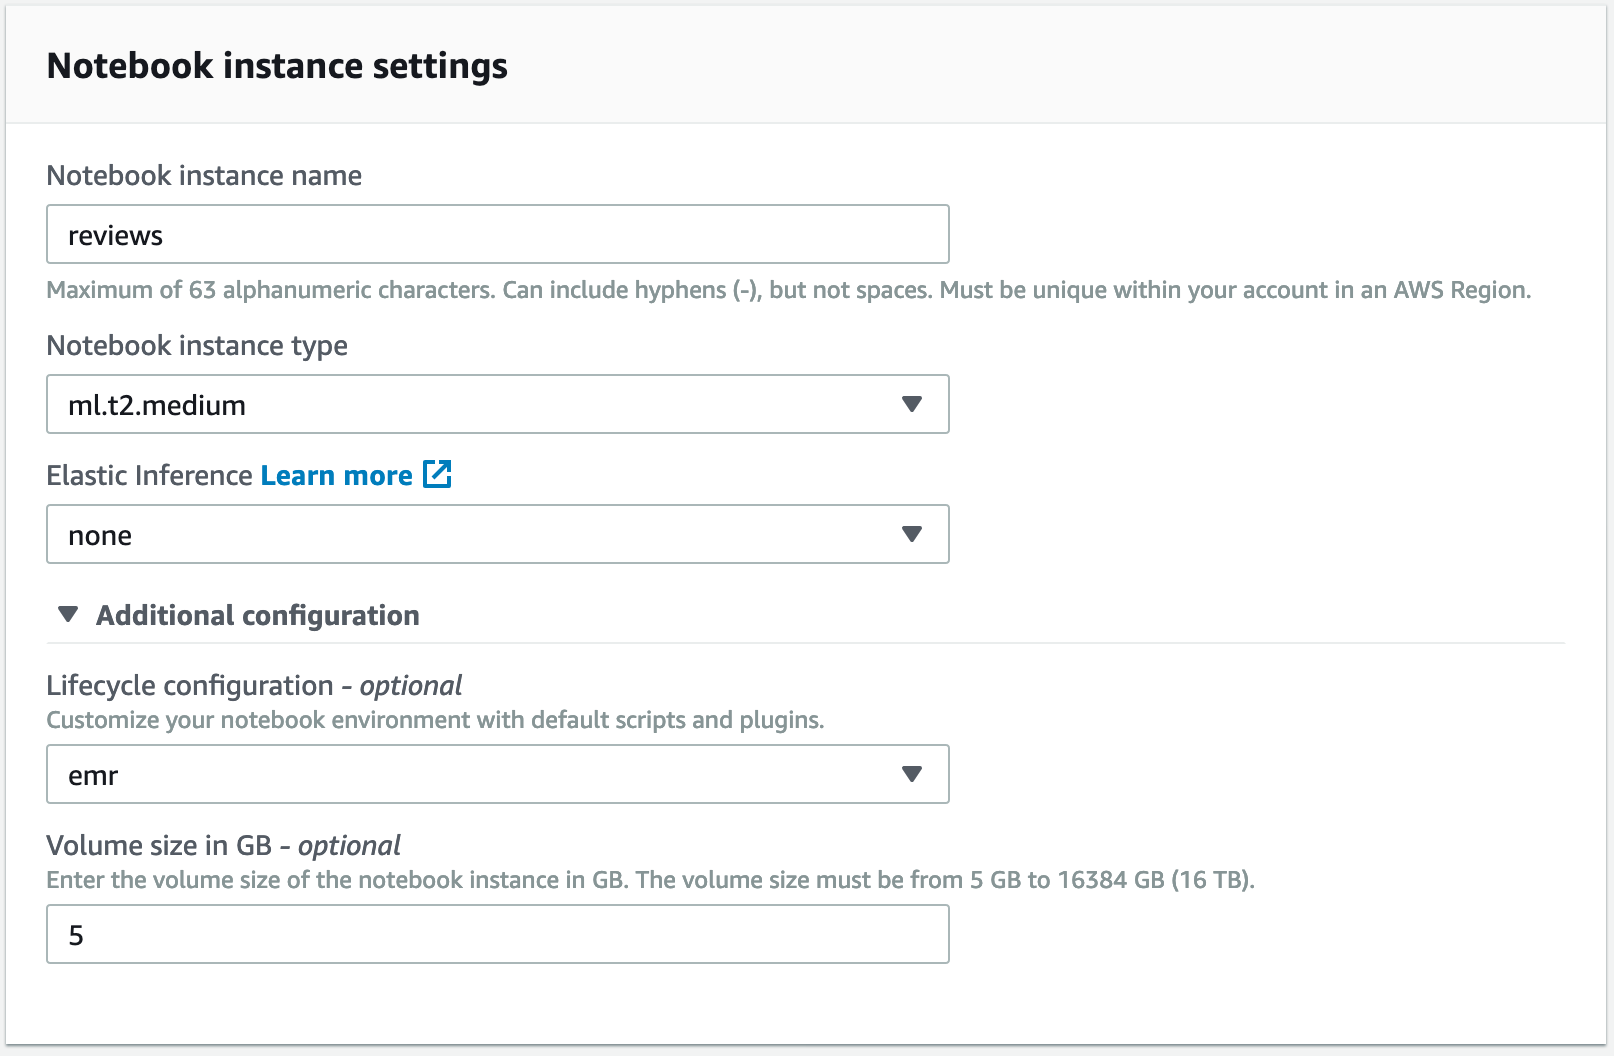 Notebook instance settings
Notebook instance name
reviews
Maximum of 63 alphanumeric characters. Can include hyphens (-), but not spaces. Must be unique within your account in an AWS Region.
Notebook instance type
ml.t2.medium
Elastic Inference Learn more
none
Additional configuration
Lifecycle configuration - optional
Customize your notebook environment with default scripts and plugins.
emr
Volume size in GB - optional
Enter the volume size of the notebook instance in GB. The volume size must be from 5 GB to 16384 GB (16 TB).
5